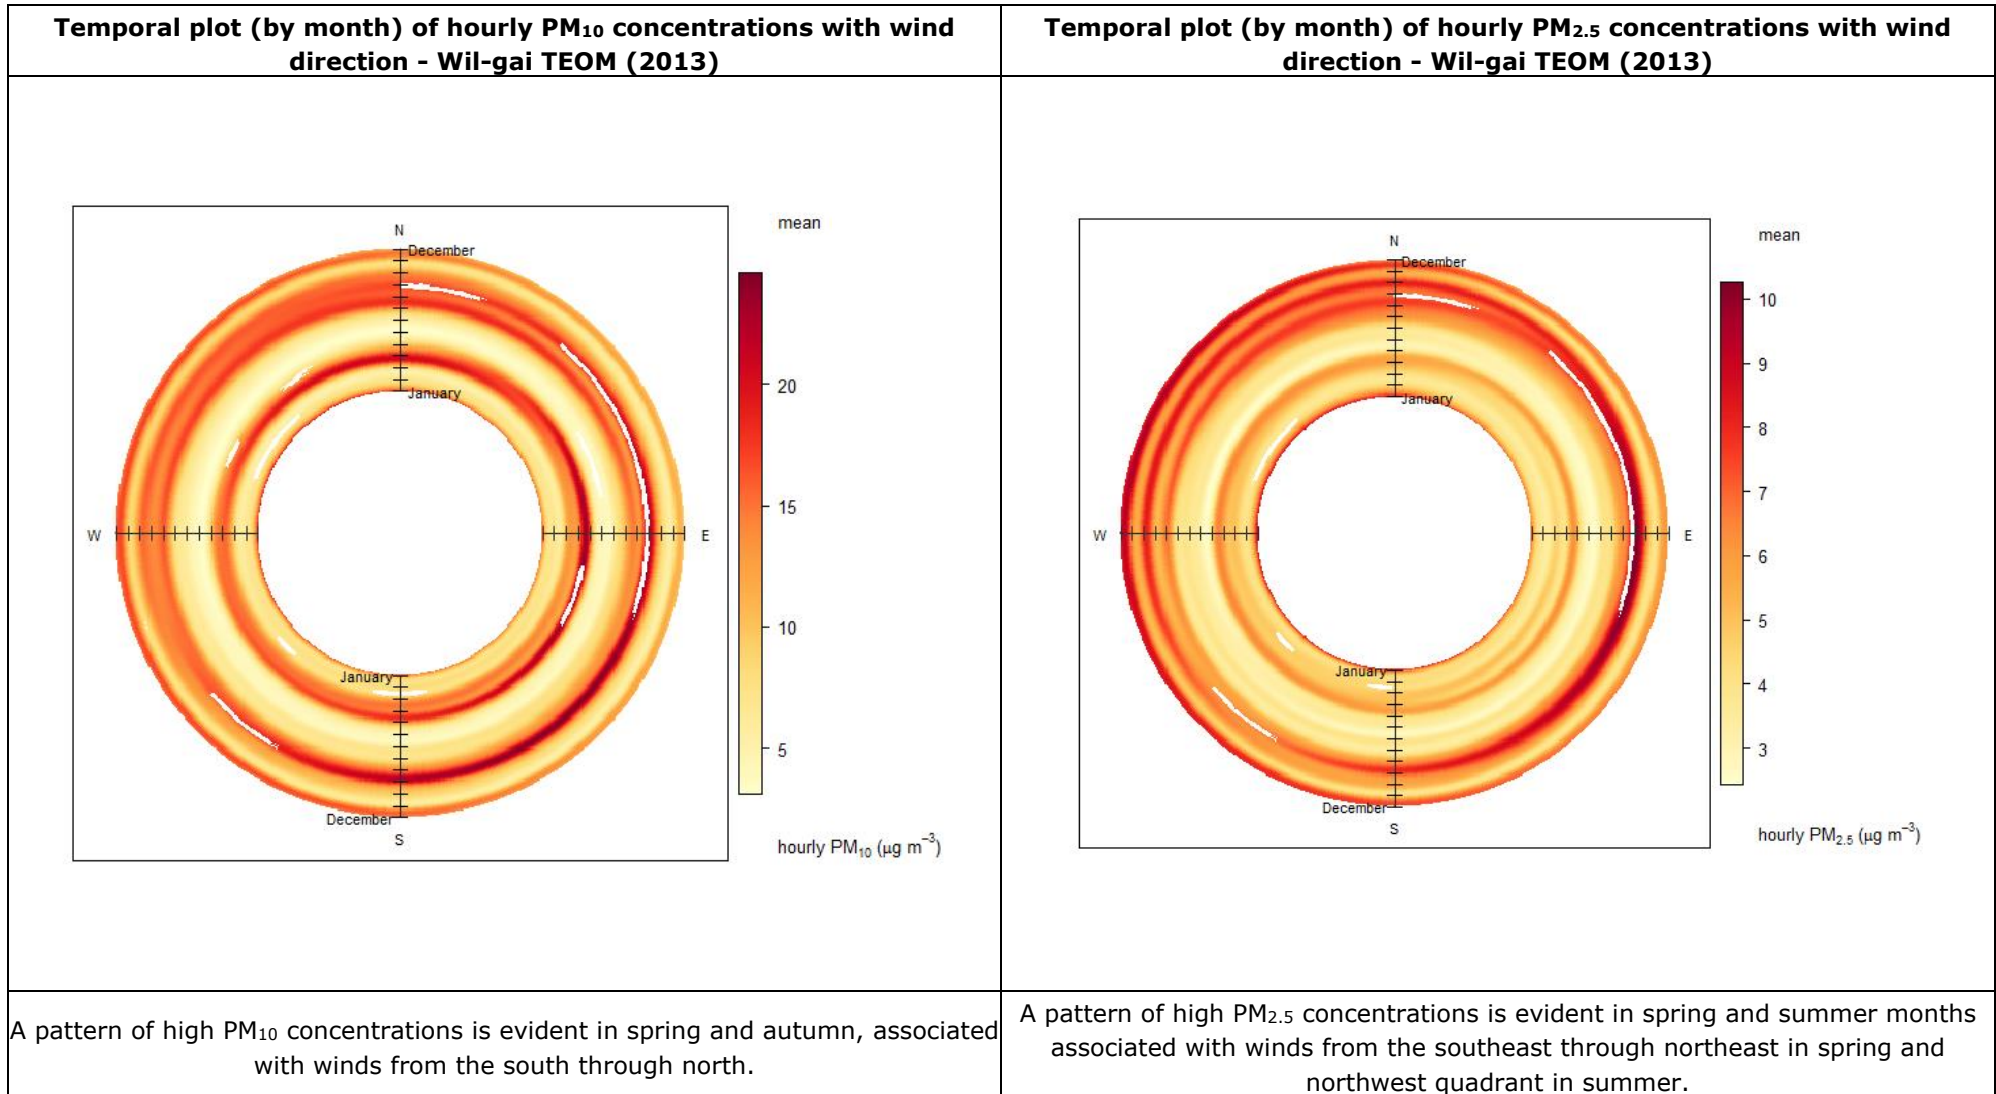 Temporal plot (by month) of hourly PM₁₀ concentrations with wind
direction - Wil-gai TEOM (2013)
Temporal plot (by month) of hourly PM₂.₅ concentrations with wind
direction - Wil-gai TEOM (2013)
N
December
January
W
E
January
December
S
mean
20
15
10
5
hourly PM₁₀ (μg m⁻³)
N
December
January
W
E
January
December
S
mean
10
9
8
7
6
5
4
3
hourly PM₂.₅ (μg m⁻³)
A pattern of high PM₁₀ concentrations is evident in spring and autumn, associated
with winds from the south through north.
A pattern of high PM₂.₅ concentrations is evident in spring and summer months
associated with winds from the southeast through northeast in spring and
northwest quadrant in summer.